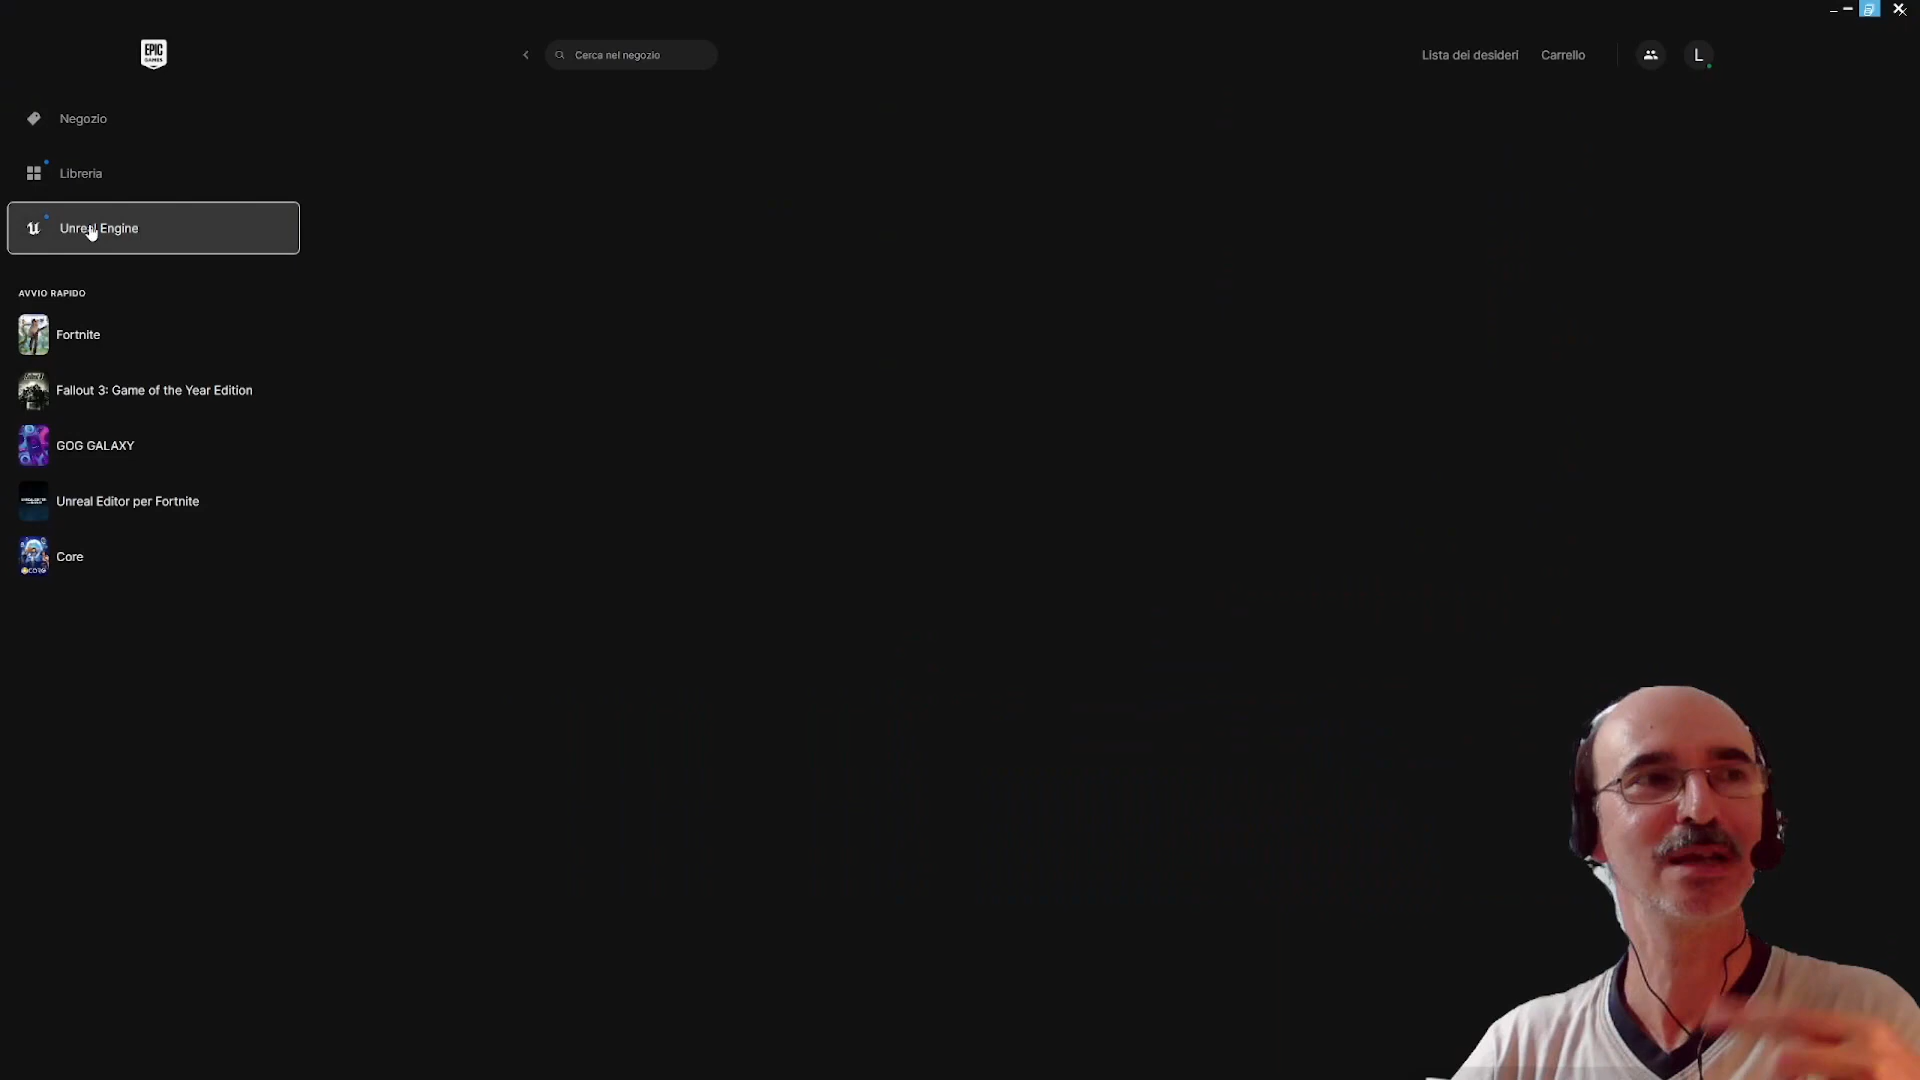 EPIC
GAMES
Cerca nel negozio
Lista dei desideri
Carrello
L
Negozio
Libreria
Unreal Engine
AVVIO RAPIDO
Fortnite
Fallout 3: Game of the Year Edition
GOG GALAXY
Unreal Editor per Fortnite
Core